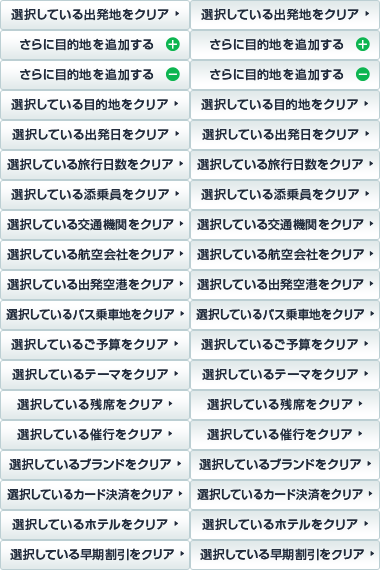 選択している出発地をクリア 選択している出発地をクリア
さらに目的地を追加する さらに目的地を追加する
さらに目的地を追加する さらに目的地を追加する
選択している目的地をクリア 選択している目的地をクリア
選択している出発日をクリア 選択している出発日をクリア
選択している旅行日数をクリア 選択している旅行日数をクリア
選択している添乗員をクリア 選択している添乗員をクリア
選択している交通機関をクリア 選択している交通機関をクリア
選択している航空会社をクリア 選択している航空会社をクリア
選択している出発空港をクリア 選択している出発空港をクリア
選択しているバス乗車地をクリア 選択しているバス乗車地をクリア
選択しているご予算をクリア 選択しているご予算をクリア
選択しているテーマをクリア 選択しているテーマをクリア
選択している残席をクリア 選択している残席をクリア
選択している催行をクリア 選択している催行をクリア
選択しているブランドをクリア 選択しているブランドをクリア
選択しているカード決済をクリア 選択しているカード決済をクリア
選択しているホテルをクリア 選択しているホテルをクリア
選択している早期割引をクリア 選択している早期割引をクリア